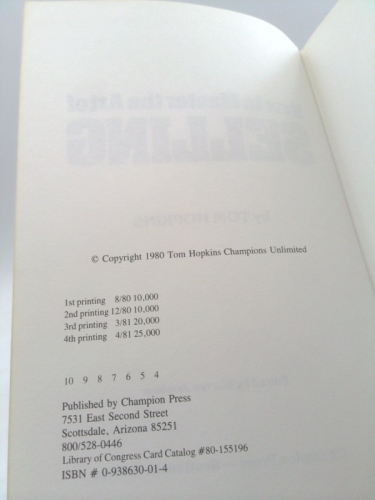 © Copyright 1980 Tom Hopkins Champions Unlimited
1st printing 8/80 10,000
2nd printing 12/80 10,000
3rd printing 3/81 20,000
4th printing 4/81 25,000
10 9 8 7 6 5 4
Published by Champion Press
7531 East Second Street
Scottsdale, Arizona 85251
800/528-0446
Library of Congress Card Catalog #80-155196
ISBN # 0-938630-01-4